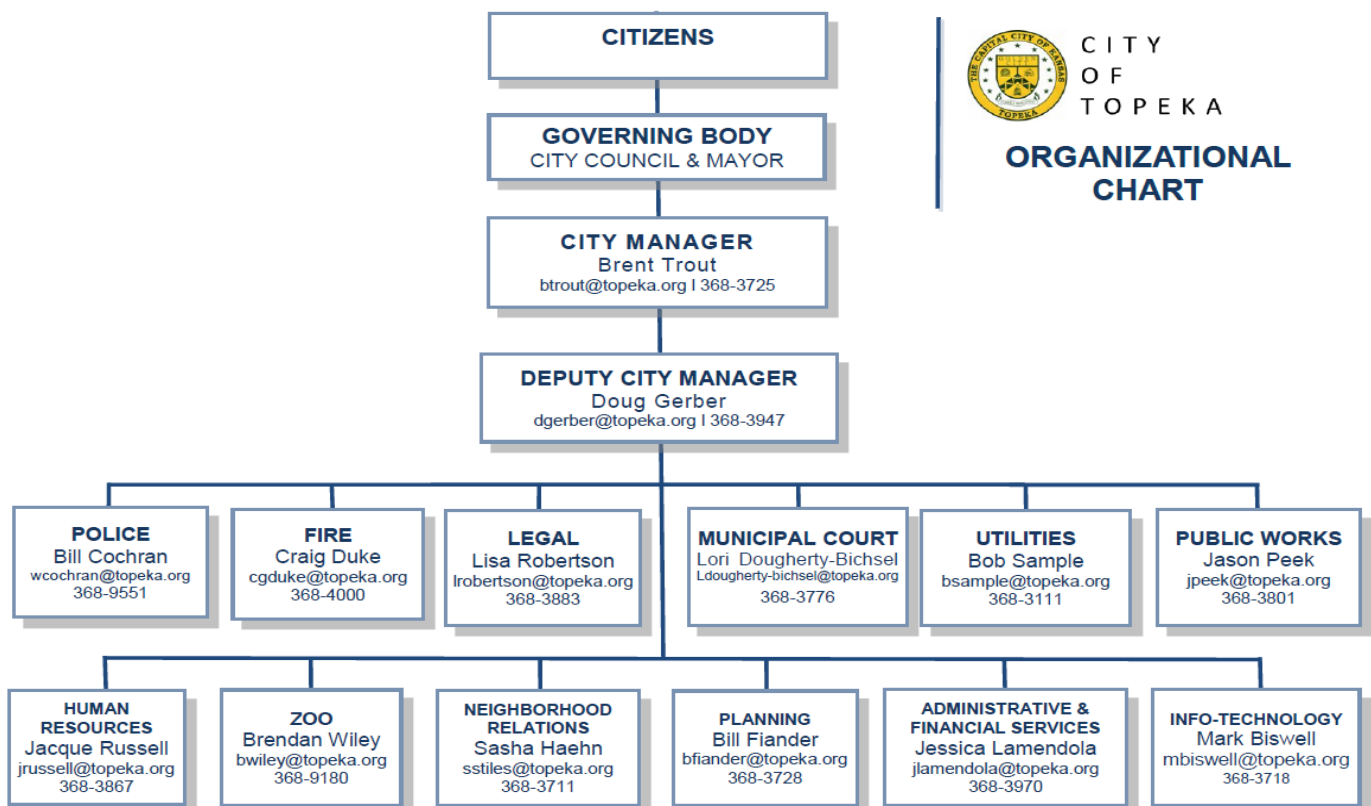 CITIZENS
GOVERNING BODY
CITY COUNCIL & MAYOR
CITY MANAGER
Brent Trout
btrout@topeka.org I 368-3725
DEPUTY CITY MANAGER
Doug Gerber
dgerber@topeka.org I 368-3947
THE CAPITAL CITY OF KANSAS
TOPEKA
CITY
OF
TOPEKA
ORGANIZATIONAL
CHART
POLICE
Bill Cochran
wcochran@topeka.org
368-9551
FIRE
Craig Duke
cgduke@topeka.org
368-4000
LEGAL
Lisa Robertson
lrobertson@topeka.org
368-3883
MUNICIPAL COURT
Lori Dougherty-Bichsel
Ldougherty-bichsel@topeka.org
368-3776
UTILITIES
Bob Sample
bsample@topeka.org
368-3111
PUBLIC WORKS
Jason Peek
jpeek@topeka.org
368-3801
HUMAN
RESOURCES
Jacque Russell
jrussell@topeka.org
368-3867
ZOO
Brendan Wiley
bwiley@topeka.org
368-9180
NEIGHBORHOOD
RELATIONS
Sasha Haehn
sstiles@topeka.org
368-3711
PLANNING
Bill Fiander
bfiander@topeka.org
368-3728
ADMINISTRATIVE &
FINANCIAL SERVICES
Jessica Lamendola
jlamendola@topeka.org
368-3970
INFO-TECHNOLOGY
Mark Biswell
mbiswell@topeka.org
368-3718